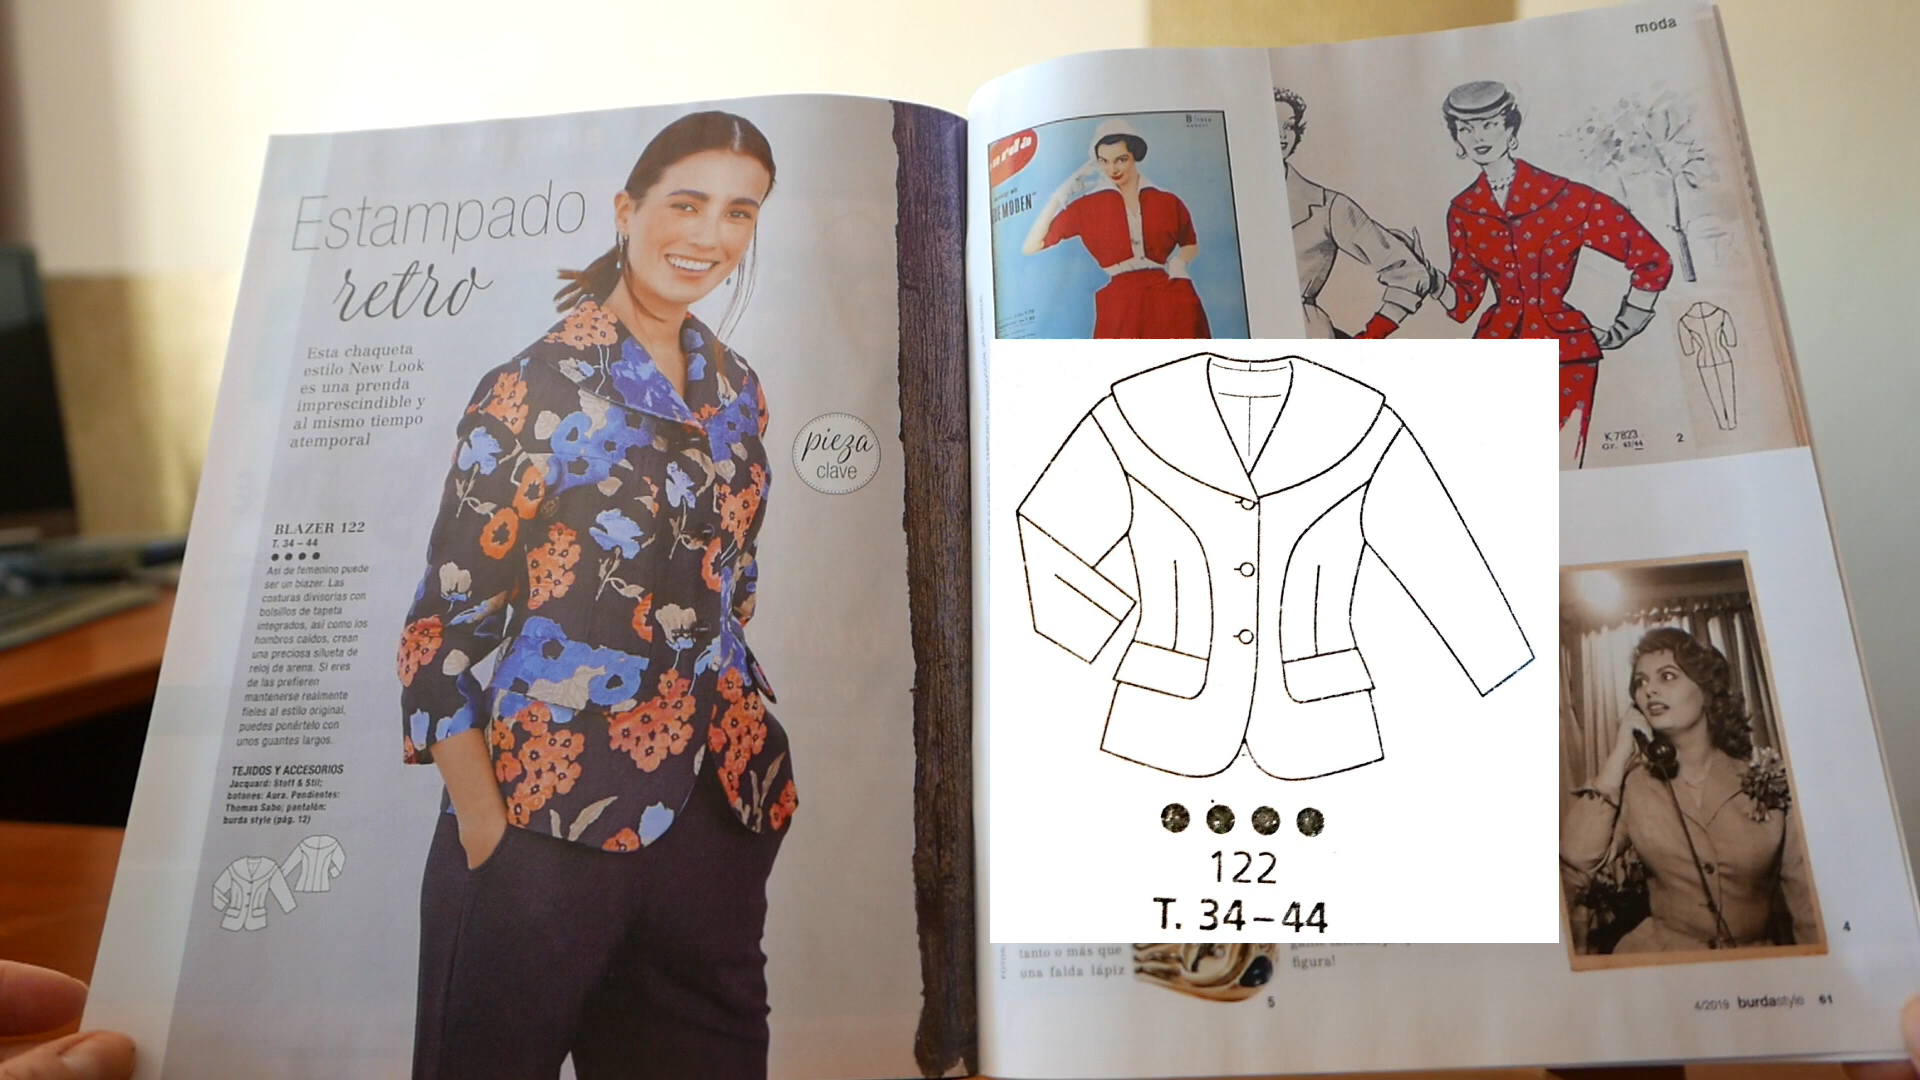 Estampado
retro
Esta chaqueta
estilo New Look
es una prenda
imprescindible y
al mismo tiempo
atemporal
pieza
clave
BLAZER 122
T. 34 – 44
Así de femenino puede
ser un blazer. Las
costuras divisorias con
bolsillos de tapeta
integrados, así como los
hombros caídos, crean
una preciosa silueta de
reloj de arena. Si eres
de las prefieren
mantenerse realmente
fieles al estilo original,
puedes ponértelo con
unos guantes largos.
TEJIDOS Y ACCESORIOS
Jacquard: Stoff & Stil;
botones: Aura. Pendientes:
Thomas Sabo; pantalón:
burda style (pág. 12)
moda
K 7823
2
122
T. 34–44
tanto o más que
una falda lápiz
figura!
5
4
4/2019 burdastyle 61